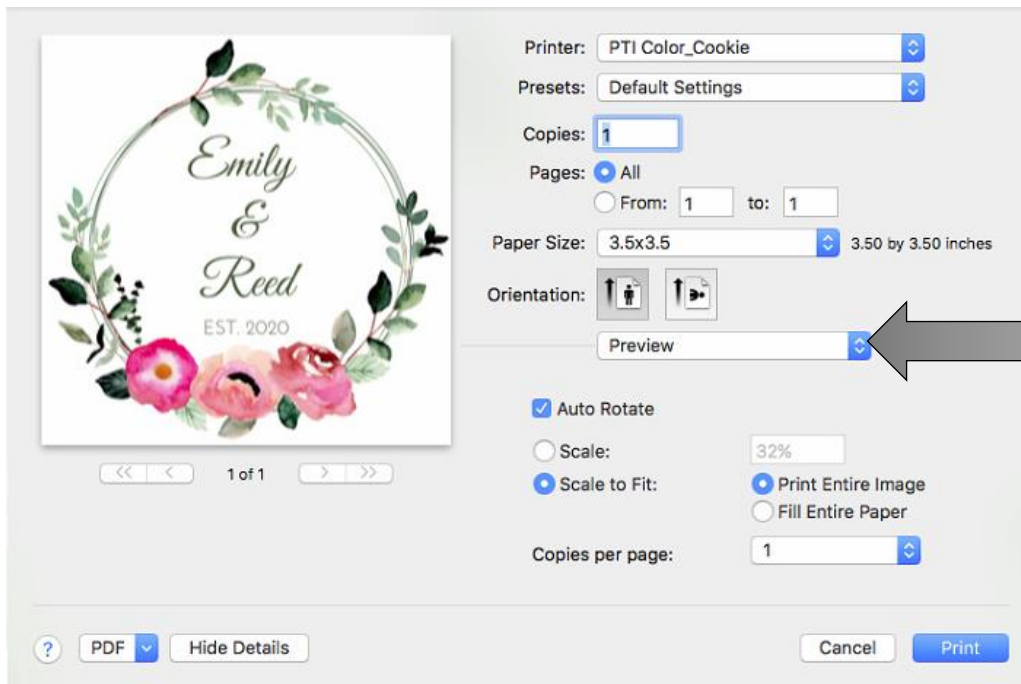 Emily
&
Reed
EST. 2020
<< < 1 of 1 > >>
Printer: PTI Color_Cookie
Presets: Default Settings
Copies: 1
Pages: All
From: 1 to: 1
Paper Size: 3.5x3.5 3.50 by 3.50 inches
Orientation:
Preview
Auto Rotate
Scale: 32%
Scale to Fit: Print Entire Image
Fill Entire Paper
Copies per page: 1
? PDF Hide Details Cancel Print